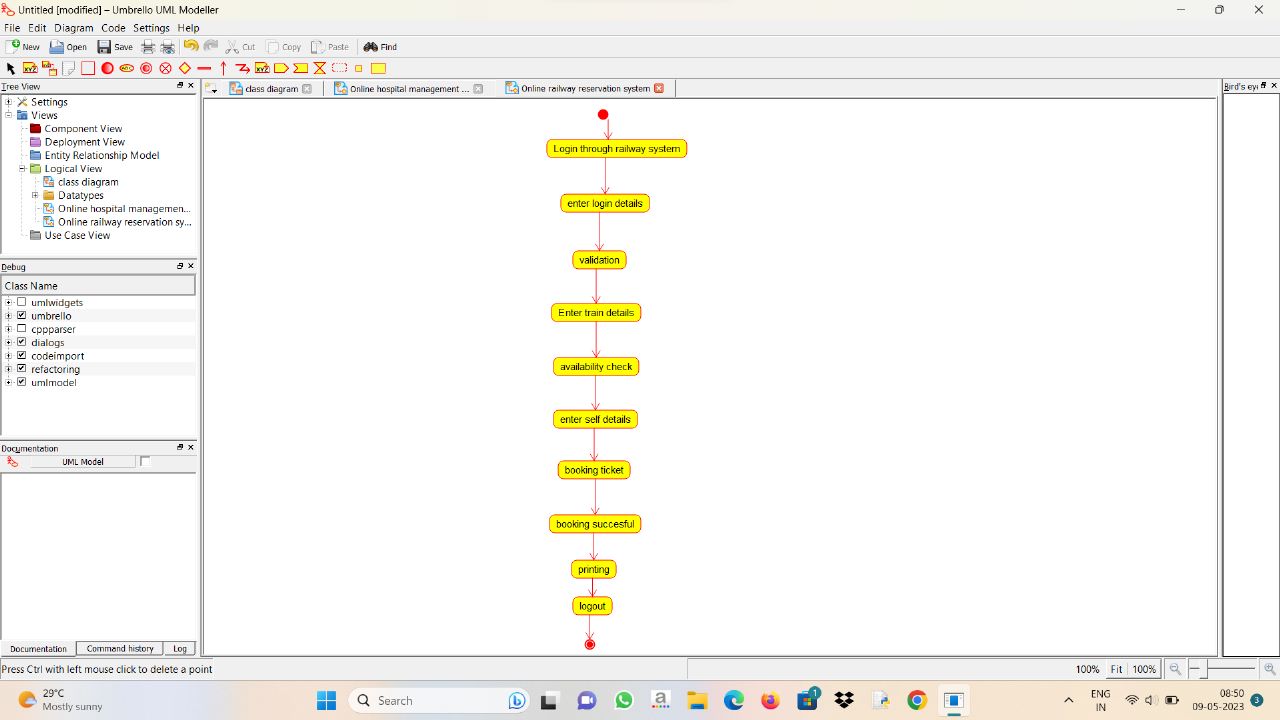 Untitled [modified] – Umbrello UML Modeller
File Edit Diagram Code Settings Help
New Open Save Cut Copy Paste Find
Tree View
class diagram
Online hospital management ...
Online railway reservation system
Bird's ey
Settings
Views
Component View
Deployment View
Entity Relationship Model
Logical View
class diagram
Datatypes
Online hospital managemen...
Online railway reservation sy...
Use Case View
Debug
Class Name
umlwidgets
umbrello
cppparser
dialogs
codeimport
refactoring
umlmodel
Documentation
UML Model
Documentation Command history Log
Login through railway system
enter login details
validation
Enter train details
availability check
enter self details
booking ticket
booking succesful
printing
logout
Press Ctrl with left mouse click to delete a point
100% Fit 100%
29°C
Mostly sunny
Search
1
ENG
IN
08:50
09-05-2023
3